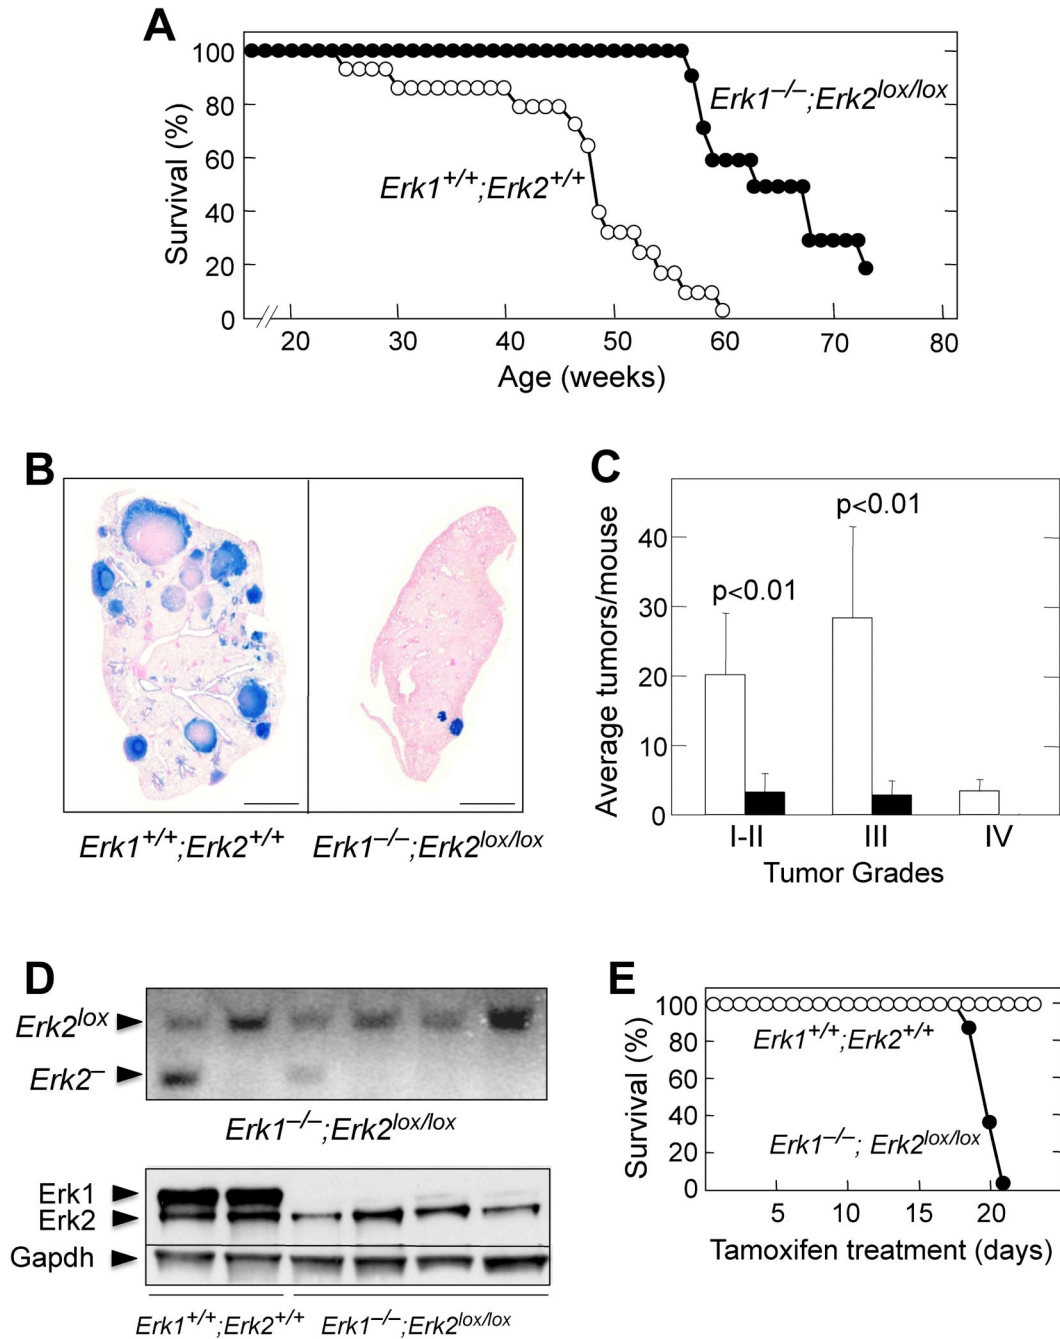 A
100
80
60
40
20
0
Survival (%)
Erk1–/–;Erk2lox/lox
Erk1+/+;Erk2+/+
20 30 40 50 60 70 80
Age (weeks)
B
Erk1+/+;Erk2+/+ Erk1–/–;Erk2lox/lox
C
40
30
20
10
0
Average tumors/mouse
p<0.01
p<0.01
I-II III IV
Tumor Grades
D
Erk2lox
Erk2–
Erk1–/–;Erk2lox/lox
Erk1
Erk2
Gapdh
Erk1+/+;Erk2+/+ Erk1–/–;Erk2lox/lox
E
100
80
60
40
20
0
Survival (%)
Erk1+/+;Erk2+/+
Erk1–/–; Erk2lox/lox
5 10 15 20
Tamoxifen treatment (days)